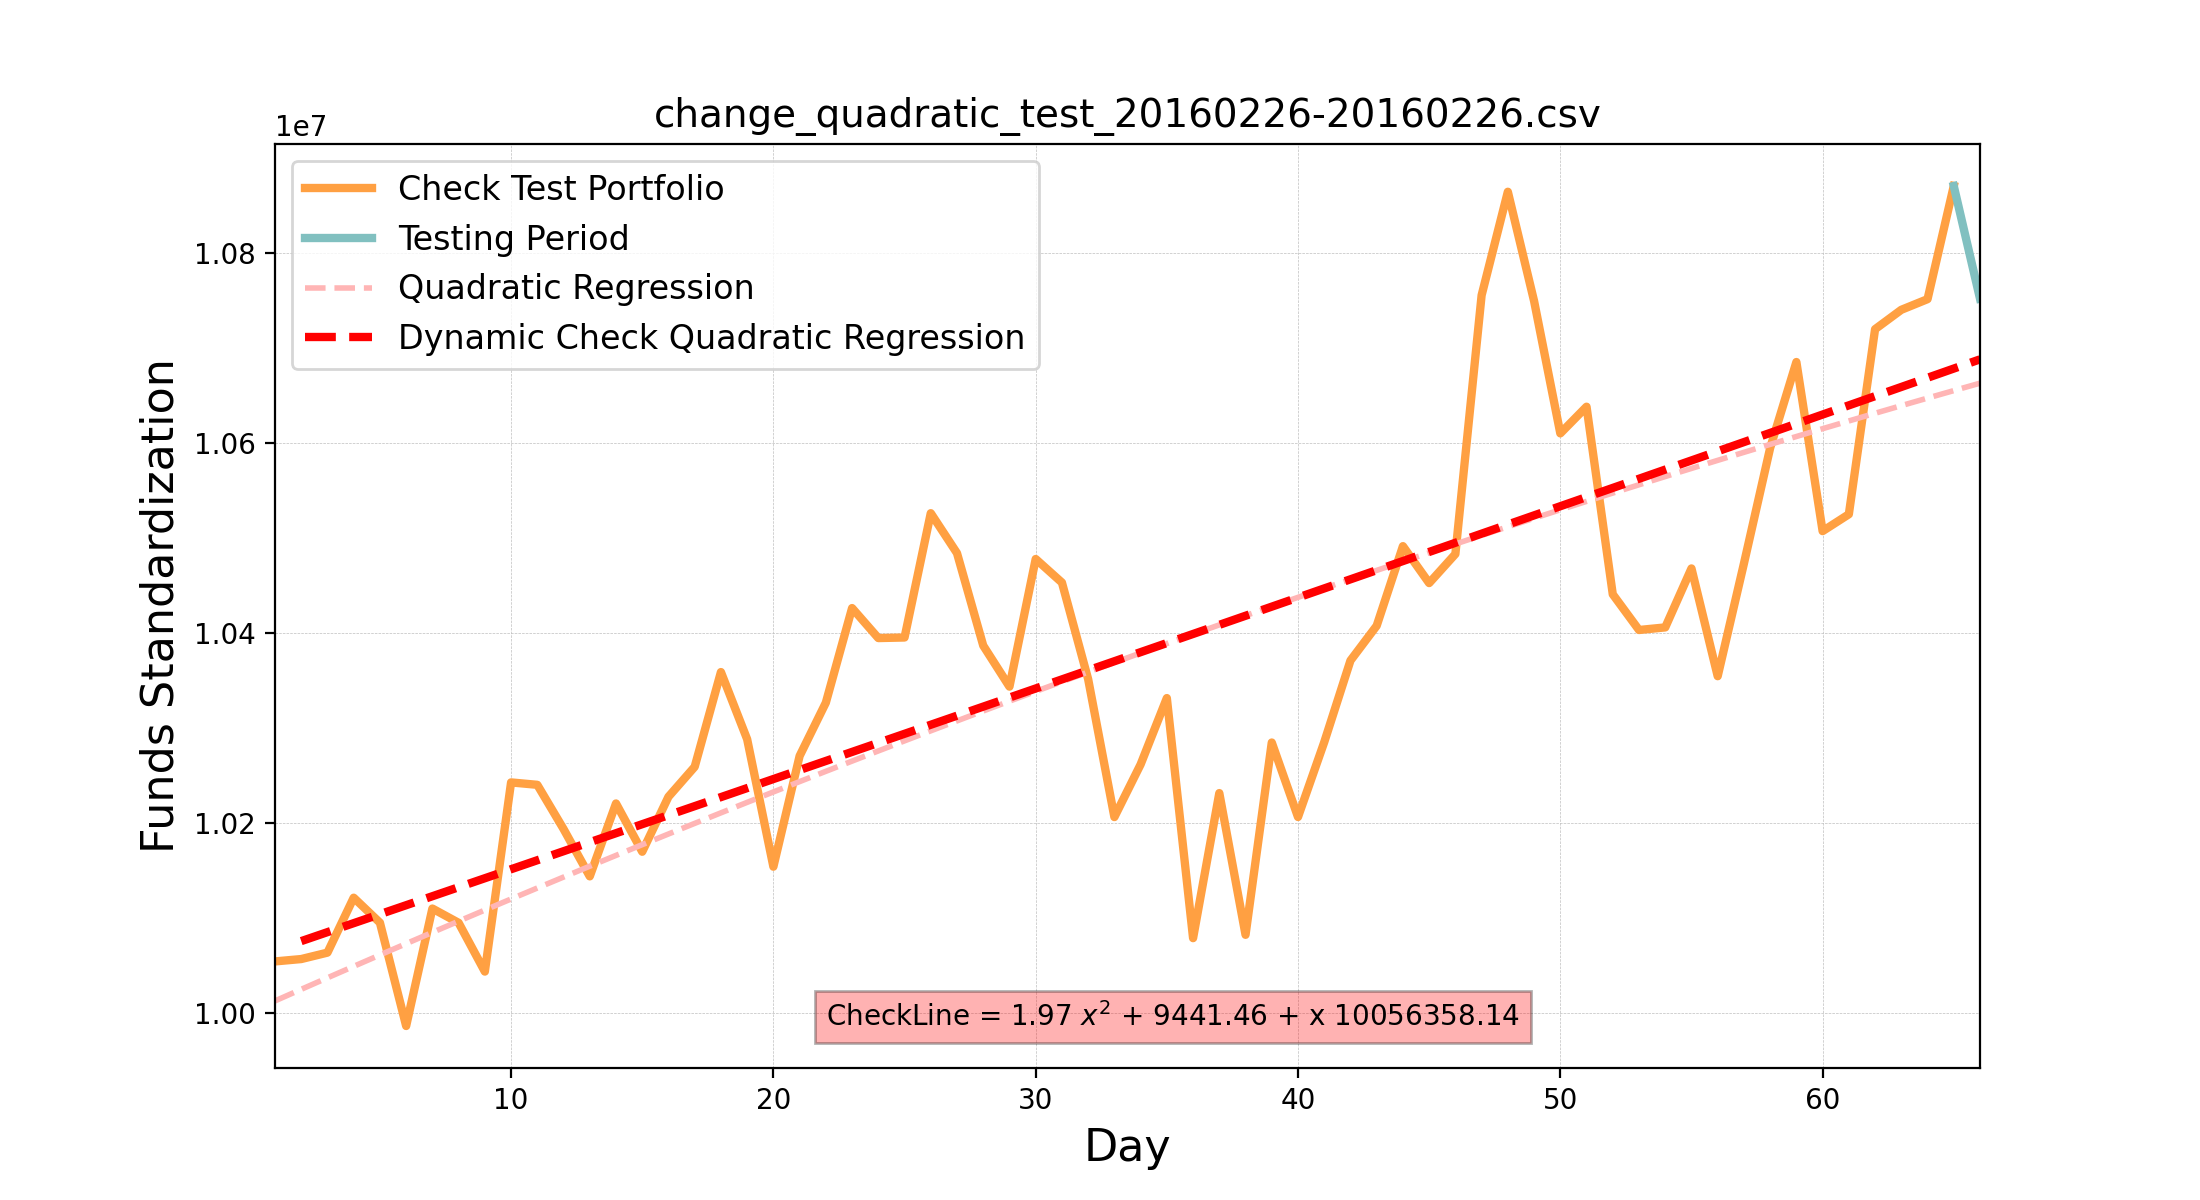 change_quadratic_test_20160226-20160226.csv
1e7
Check Test Portfolio
Testing Period
Quadratic Regression
Dynamic Check Quadratic Regression
1.08
1.06
1.04
1.02
1.00
Funds Standardization
CheckLine = 1.97 x² + 9441.46 + x 10056358.14
10 20 30 40 50 60
Day